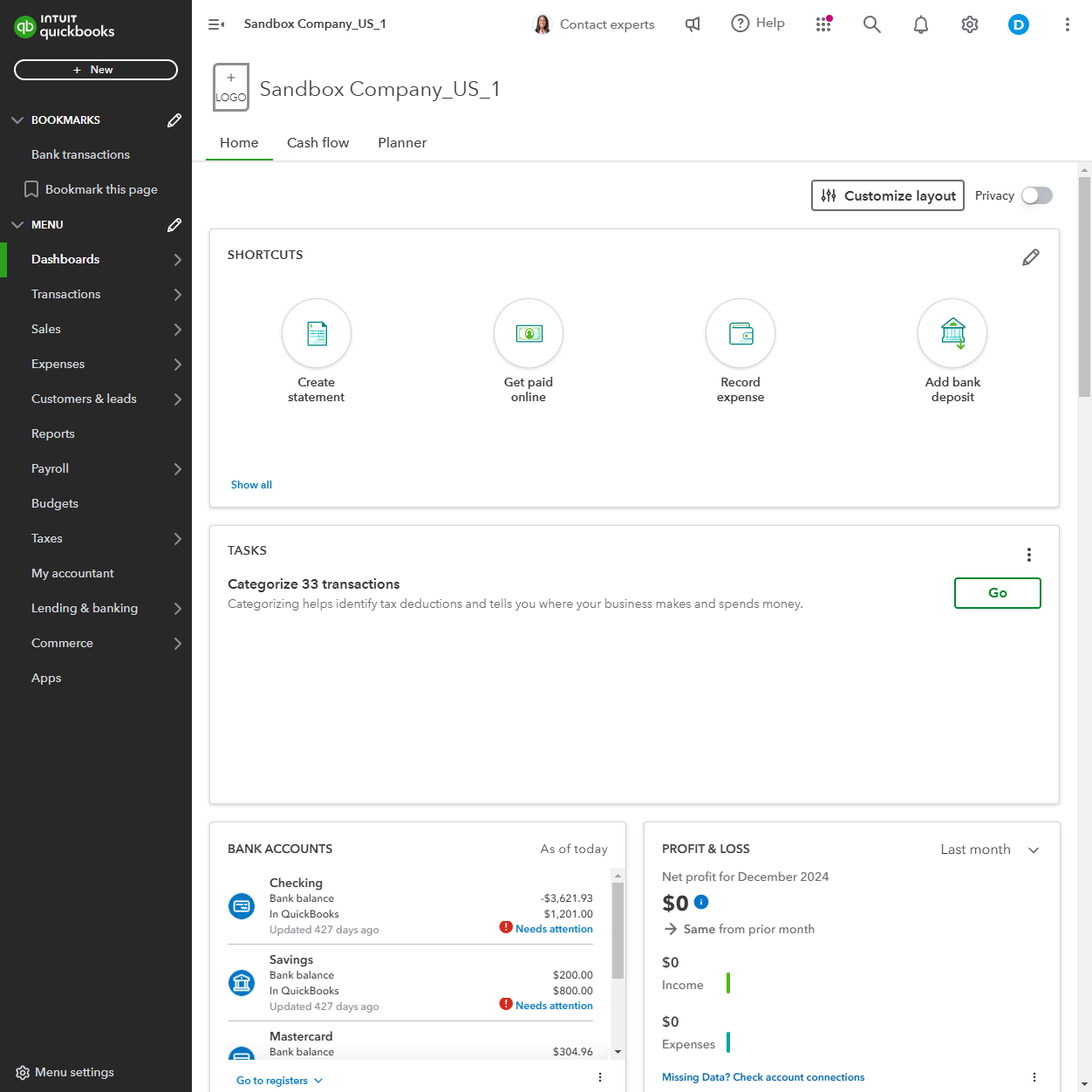 INTUIT
quickbooks
Sandbox Company_US_1
Contact experts
Help
D
+ New
BOOKMARKS
Bank transactions
Bookmark this page
MENU
Dashboards
Transactions
Sales
Expenses
Customers & leads
Reports
Payroll
Budgets
Taxes
My accountant
Lending & banking
Commerce
Apps
Menu settings
+
LOGO
Sandbox Company_US_1
Home
Cash flow
Planner
Customize layout
Privacy
SHORTCUTS
Create
statement
Get paid
online
Record
expense
Add bank
deposit
Show all
TASKS
Categorize 33 transactions
Categorizing helps identify tax deductions and tells you where your business makes and spends money.
Go
BANK ACCOUNTS
As of today
Checking
Bank balance -$3,621.93
In QuickBooks $1,201.00
Updated 427 days ago Needs attention
Savings
Bank balance $200.00
In QuickBooks $800.00
Updated 427 days ago Needs attention
Mastercard
Bank balance $304.96
Go to registers
PROFIT & LOSS
Last month
Net profit for December 2024
$0
Same from prior month
$0
Income
$0
Expenses
Missing Data? Check account connections